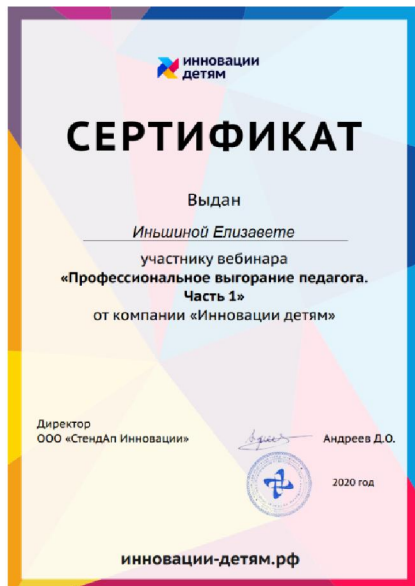 инновации
детям
СЕРТИФИКАТ
Выдан
Иньшиной Елизавете
участнику вебинара
«Профессиональное выгорание педагога.
Часть 1»
от компании «Инновации детям»
Директор
ООО «СтендАп Инновации» Андреев Д.О.
2020 год
инновации-детям.рф